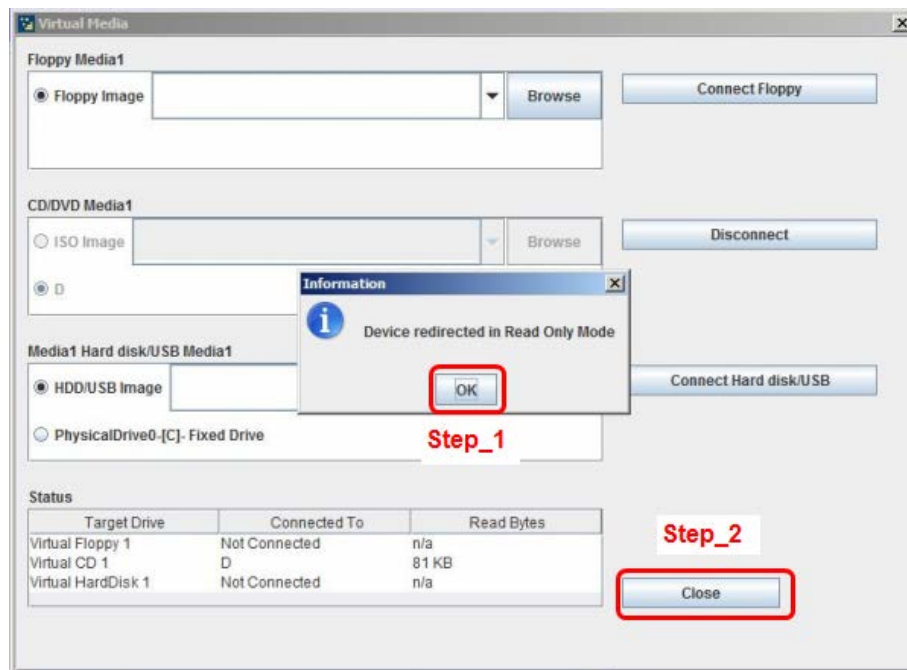 Virtual Media
Floppy Media1
Floppy Image Browse Connect Floppy
CD/DVD Media1
ISO Image Browse Disconnect
D
Information
Device redirected in Read Only Mode
OK
Step_1
Media1 Hard disk/USB Media1
HDD/USB Image Connect Hard disk/USB
PhysicalDrive0-[C]- Fixed Drive
Status
Target Drive Connected To Read Bytes
Virtual Floppy 1 Not Connected n/a
Virtual CD 1 D 81 KB
Virtual HardDisk 1 Not Connected n/a
Step_2
Close